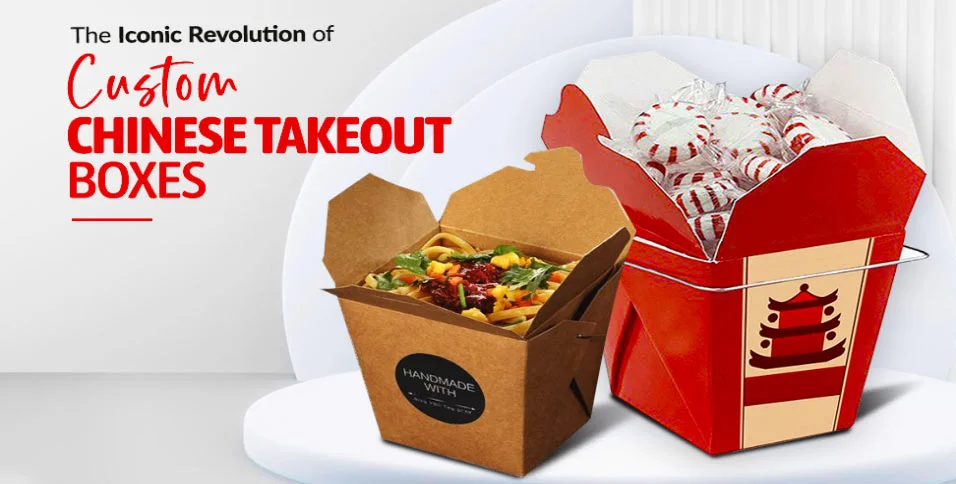 The Iconic Revolution of
Custom
CHINESE TAKEOUT
BOXES
HANDMADE
WITH